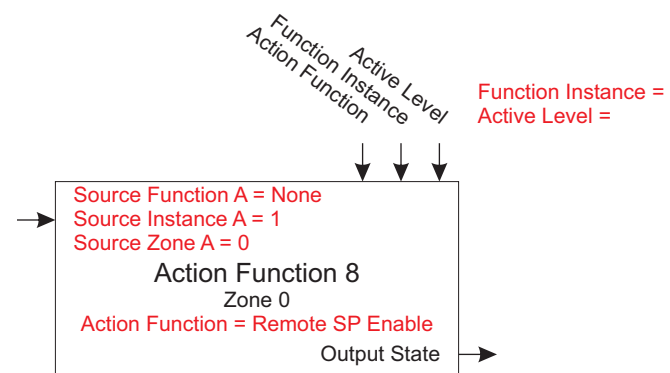 Action Function
Function Instance
Active Level
Function Instance =
Active Level =
Source Function A = None
Source Instance A = 1
Source Zone A = 0
Action Function 8
Zone 0
Action Function = Remote SP Enable
Output State